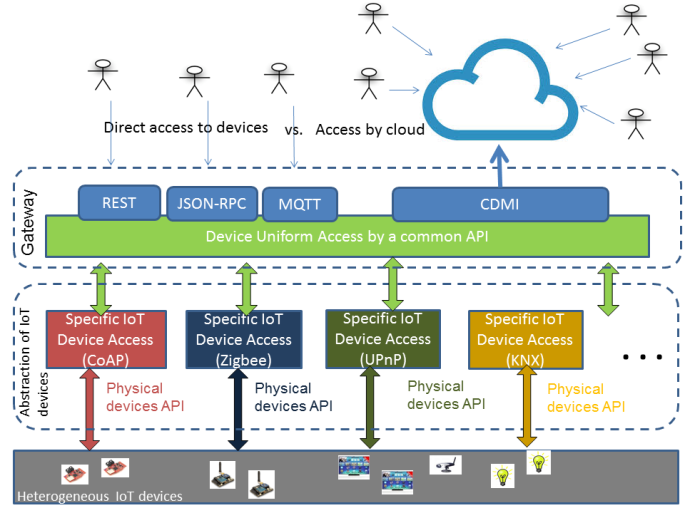 Direct access to devices vs. Access by cloud
Gateway
REST
JSON-RPC
MQTT
CDMI
Device Uniform Access by a common API
Abstraction of IoT
devices
Specific IoT
Device Access
(CoAP)
Specific IoT
Device Access
(Zigbee)
Specific IoT
Device Access
(UPnP)
Specific IoT
Device Access
(KNX)
...
Physical
devices API
Physical
devices API
Physical
devices API
Physical
devices API
Heterogeneous IoT devices